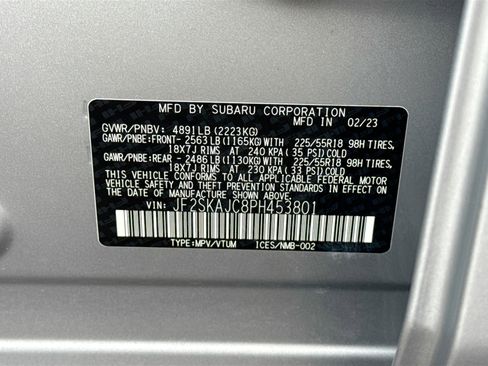 MFD BY SUBARU CORPORATION
MFD IN 02/23
GVWR/PNBV: 4891LB(2223KG)
GAWR/PNBE:FRONT- 2563LB(1165KG)WITH 225/55R18 98H TIRES,
18X7J RIMS AT 240 KPA(35 PSI)COLD
GAWR/PNBE:REAR - 2486LB(1130KG)WITH 225/55R18 98H TIRES,
18X7J RIMS AT 230 KPA(33 PSI)COLD
THIS VEHICLE CONFORMS TO ALL APPLICABLE FEDERAL MOTOR
VEHICLE SAFETY AND THEFT PREVENTION STANDARDS IN EFFECT
ON THE DATE OF MANUFACTURE SHOWN ABOVE.
VIN: JF2SKAJC8PH453801
TYPE:MPV/VTUM ICES/NMB-002